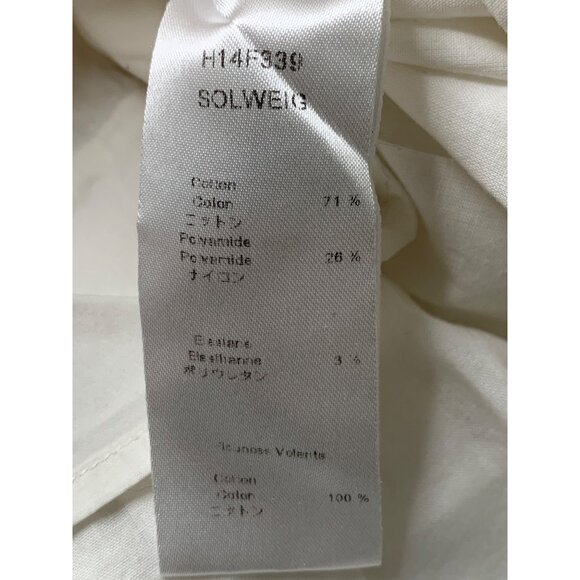 H14F339
SOLWEIG
Cotton
Coton 71 %
コットン
Polyamide
Polyamide 26 %
ナイロン
Elastane
Elasthanne 3 %
ポリウレタン
Volants
Cotton
Coton 100 %
コットン